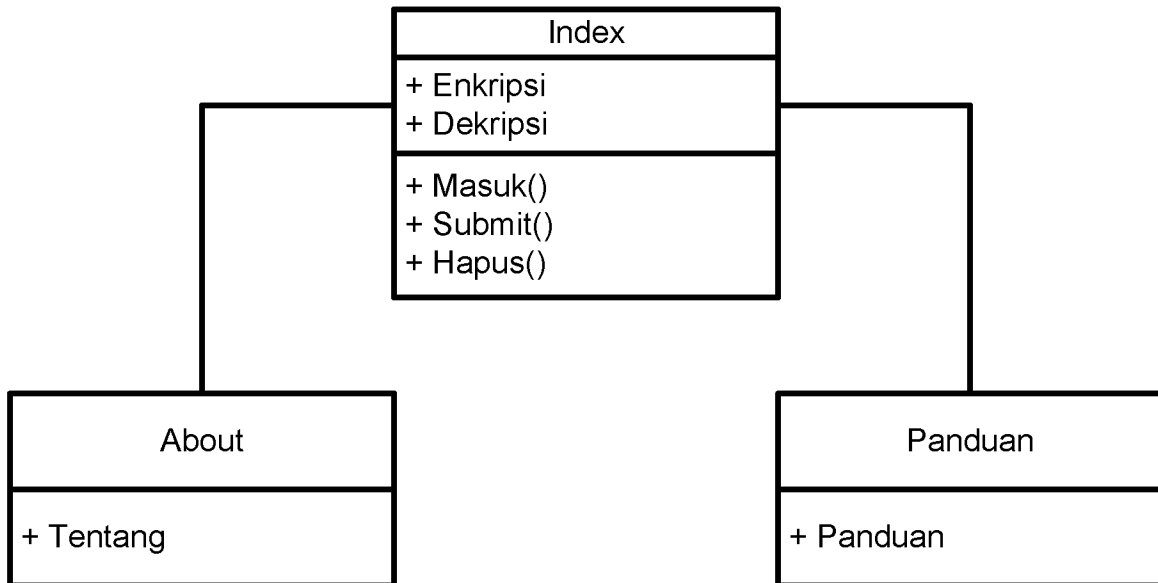 Index
+ Enkripsi
+ Dekripsi
+ Masuk()
+ Submit()
+ Hapus()
About
+ Tentang
Panduan
+ Panduan